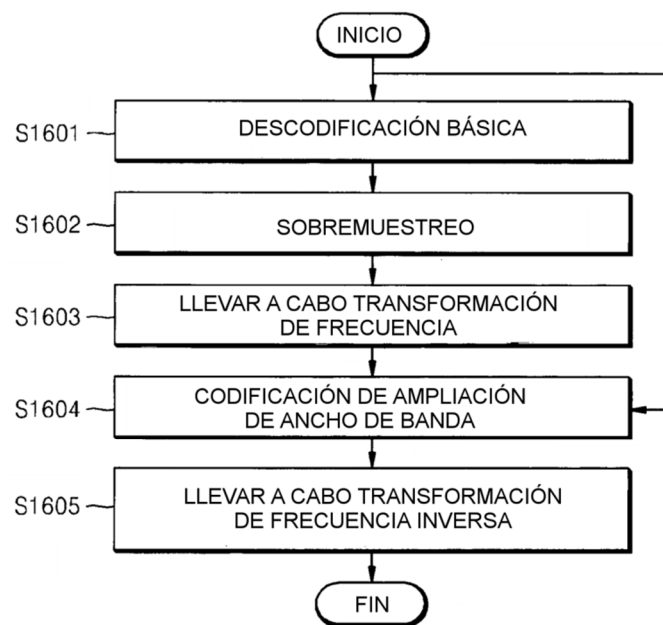 INICIO
S1601
DESCODIFICACIÓN BÁSICA
S1602
SOBREMUESTREO
S1603
LLEVAR A CABO TRANSFORMACIÓN
DE FRECUENCIA
S1604
CODIFICACIÓN DE AMPLIACIÓN
DE ANCHO DE BANDA
S1605
LLEVAR A CABO TRANSFORMACIÓN
DE FRECUENCIA INVERSA
FIN